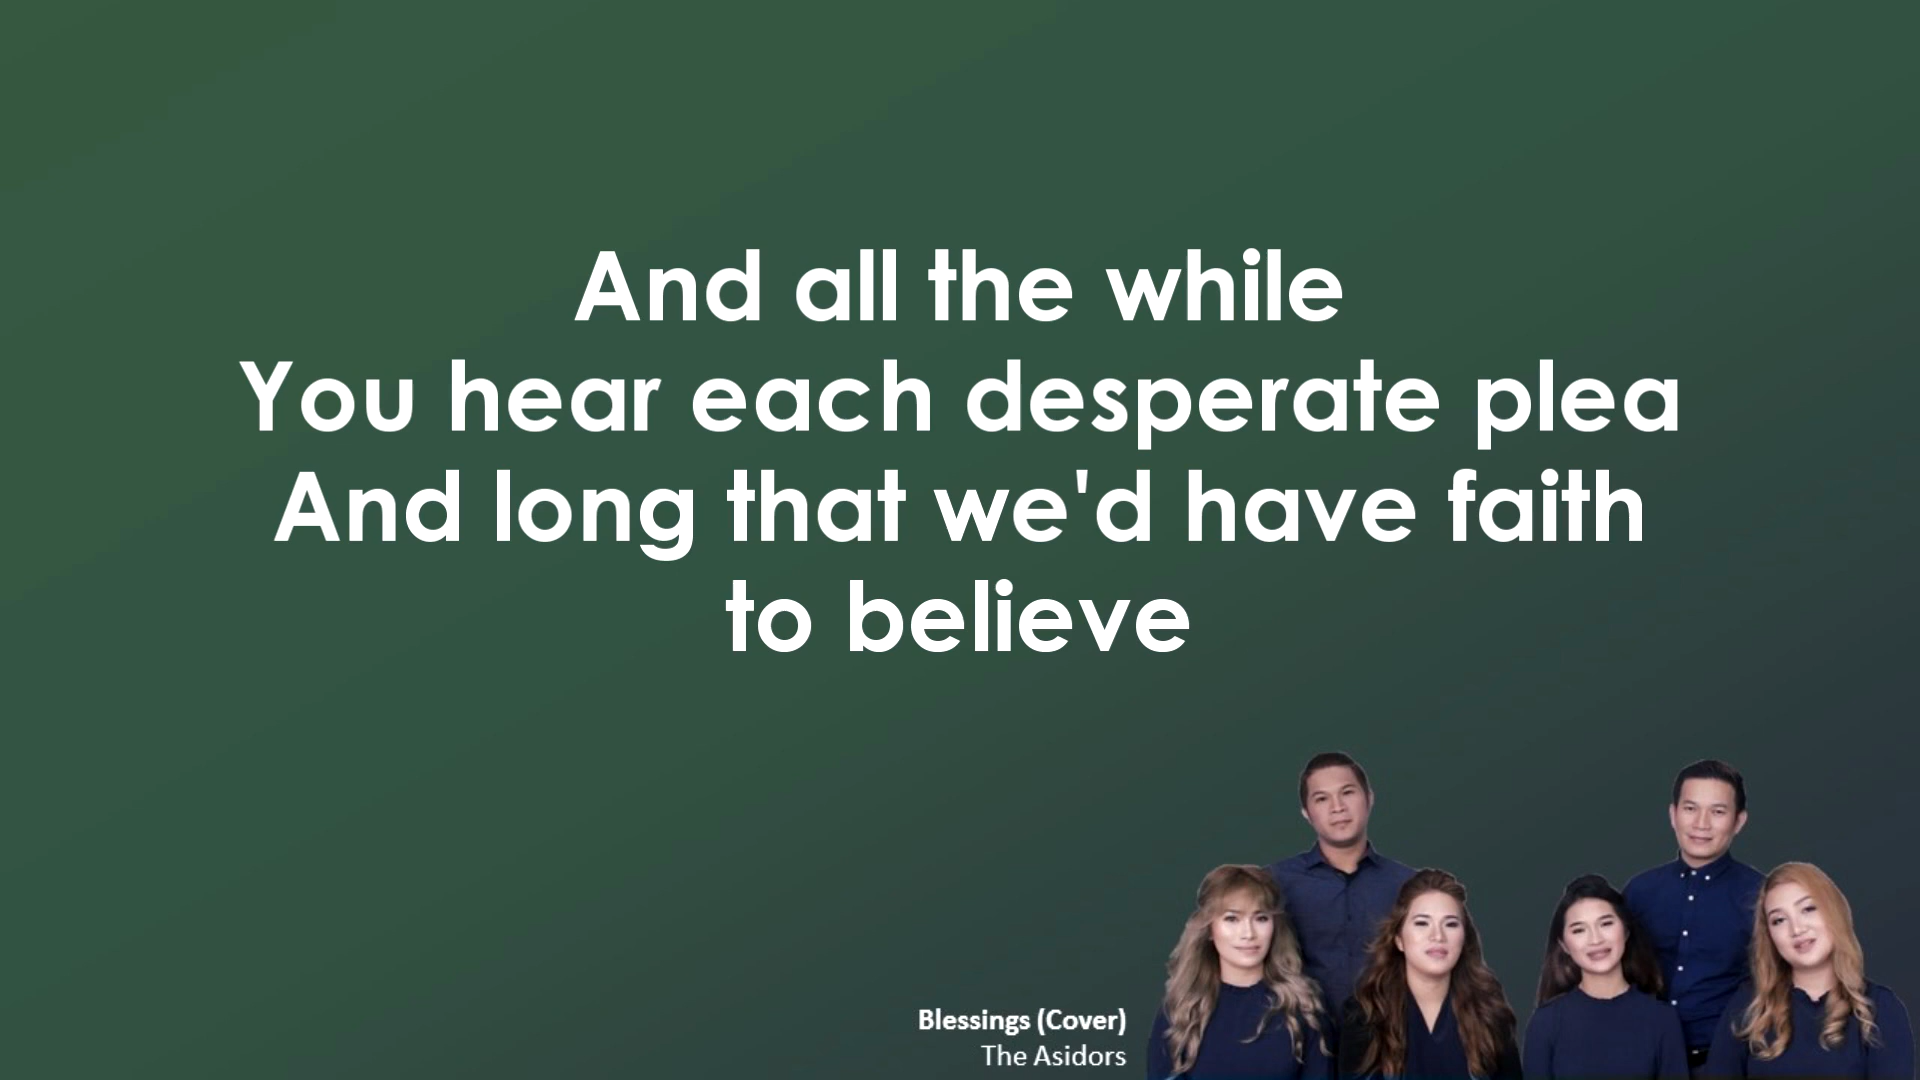 And all the while
You hear each desperate plea
And long that we'd have faith
to believe
Blessings (Cover)
The Asidors